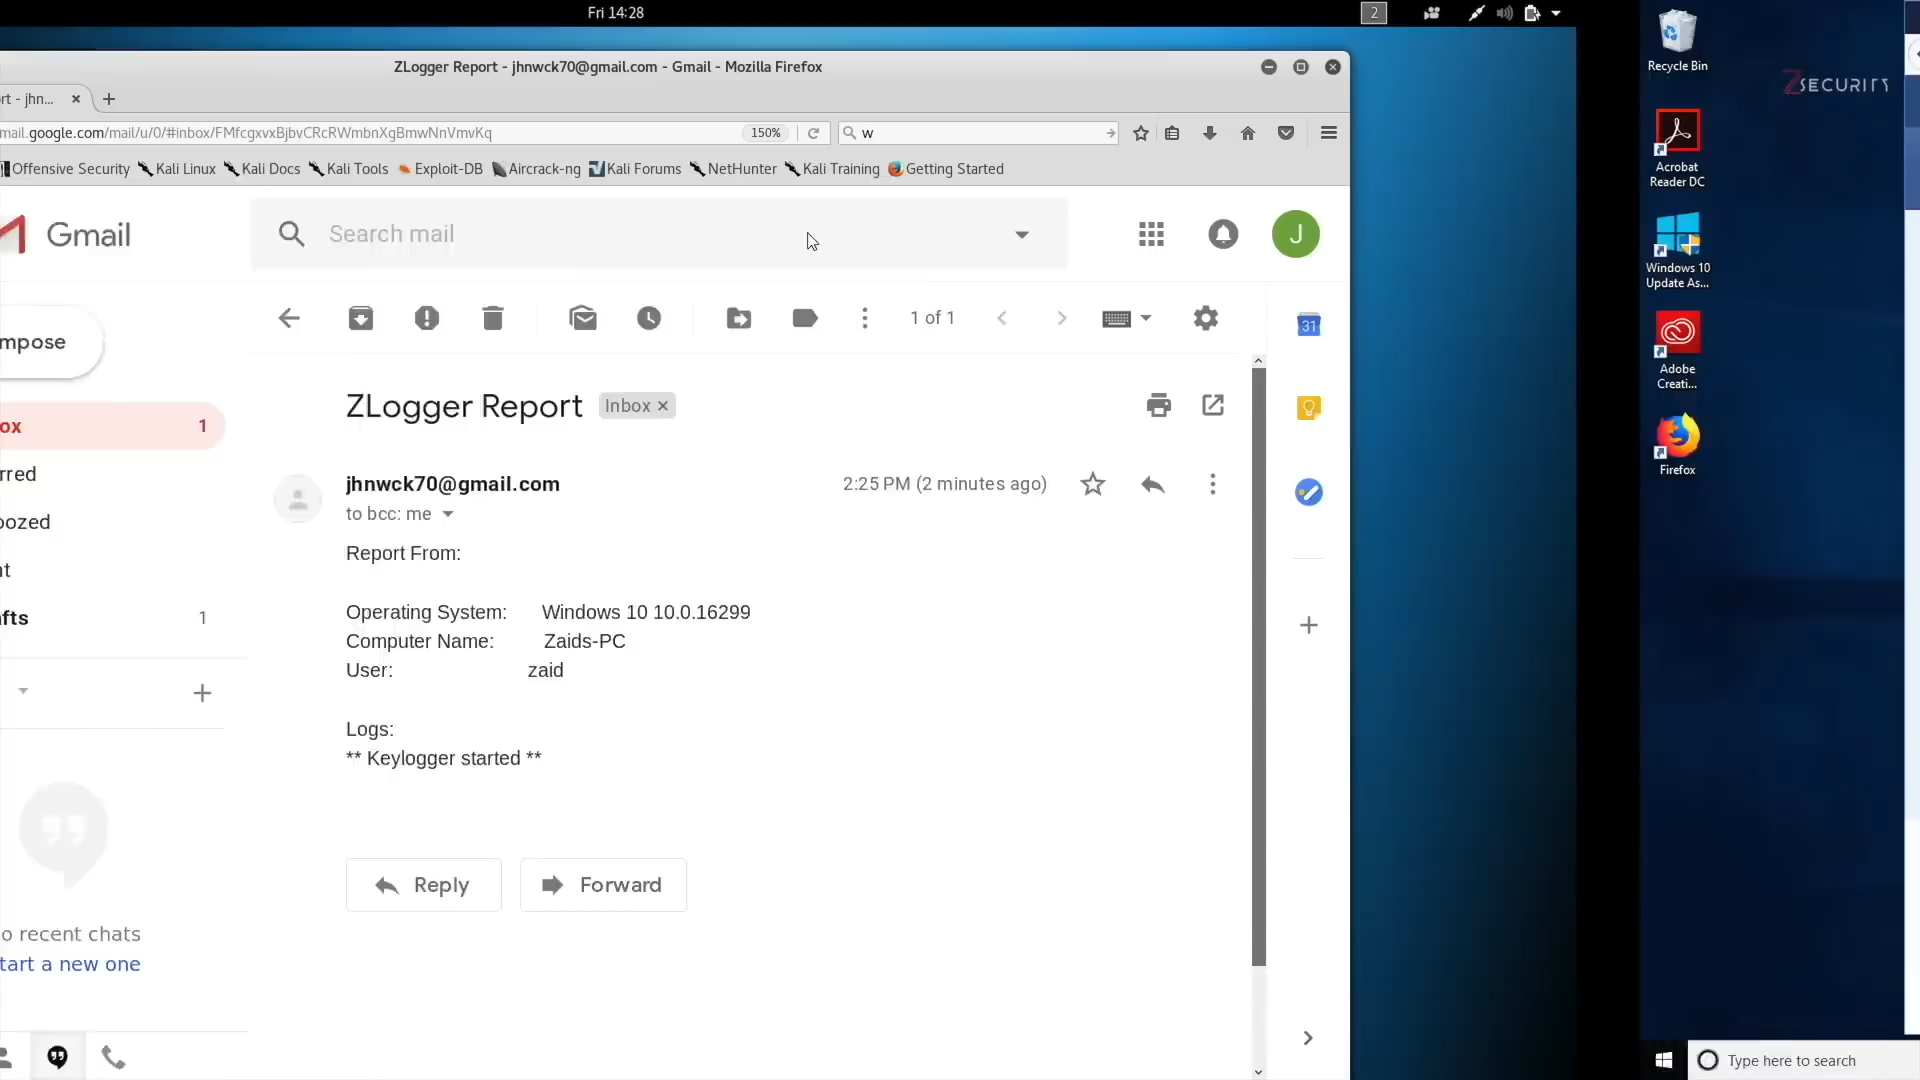 Fri 14:28
2
ZLogger Report - jhnwck70@gmail.com - Gmail - Mozilla Firefox
rt - jhn...
mail.google.com/mail/u/0/#inbox/FMfcgxvxBjbvCRcRWmbnXgBmwNnVmvKq
150%
w
Offensive Security
Kali Linux
Kali Docs
Kali Tools
Exploit-DB
Aircrack-ng
Kali Forums
NetHunter
Kali Training
Getting Started
Gmail
Search mail
J
mpose
1 of 1
31
ox 1
rred
oozed
nt
afts 1
ZLogger Report
Inbox
jhnwck70@gmail.com
2:25 PM (2 minutes ago)
to bcc: me
Report From:
Operating System: Windows 10 10.0.16299
Computer Name: Zaids-PC
User: zaid
Logs:
** Keylogger started **
Reply
Forward
o recent chats
tart a new one
Recycle Bin
ZSECURITY
Acrobat
Reader DC
Windows 10
Update As...
Adobe
Creati...
Firefox
Type here to search